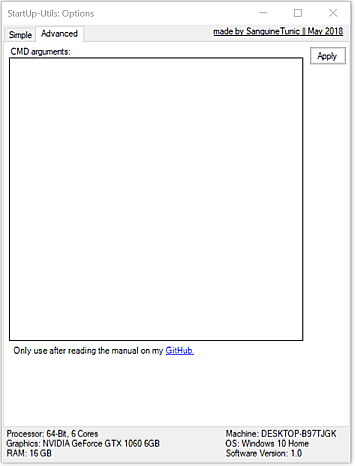 StartUp-Utils: Options
Simple Advanced made by SanguineTunic || May 2018
CMD arguments:
Apply
Only use after reading the manual on my GitHub.
Processor: 64-Bit, 6 Cores Machine: DESKTOP-B97TJGK
Graphics: NVIDIA GeForce GTX 1060 6GB OS: Windows 10 Home
RAM: 16 GB Software Version: 1.0